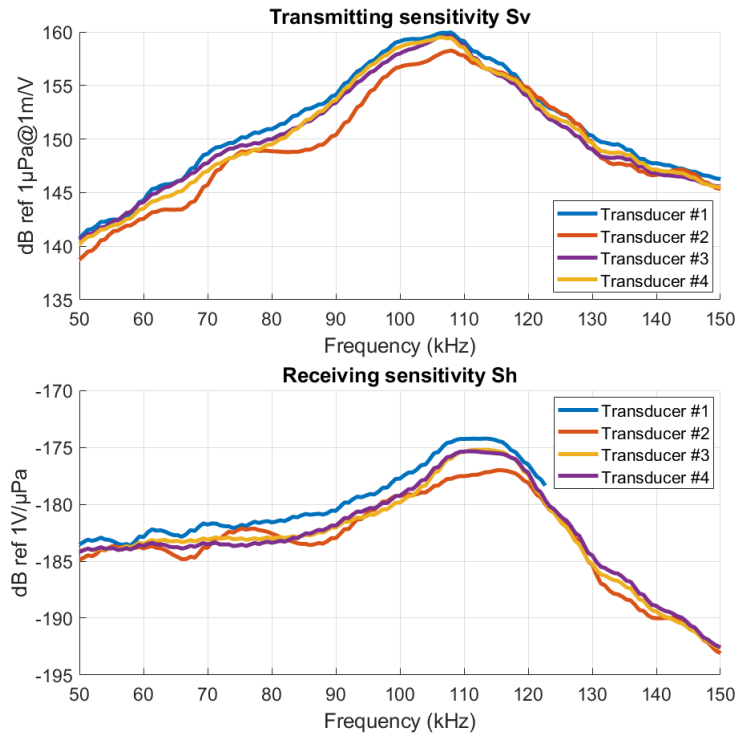 Transmitting sensitivity Sv
dB ref 1µPa@1m/V
160
155
150
145
140
135
Transducer #1
Transducer #2
Transducer #3
Transducer #4
50 60 70 80 90 100 110 120 130 140 150
Frequency (kHz)
Receiving sensitivity Sh
dB ref 1V/µPa
-170
-175
-180
-185
-190
-195
Transducer #1
Transducer #2
Transducer #3
Transducer #4
50 60 70 80 90 100 110 120 130 140 150
Frequency (kHz)